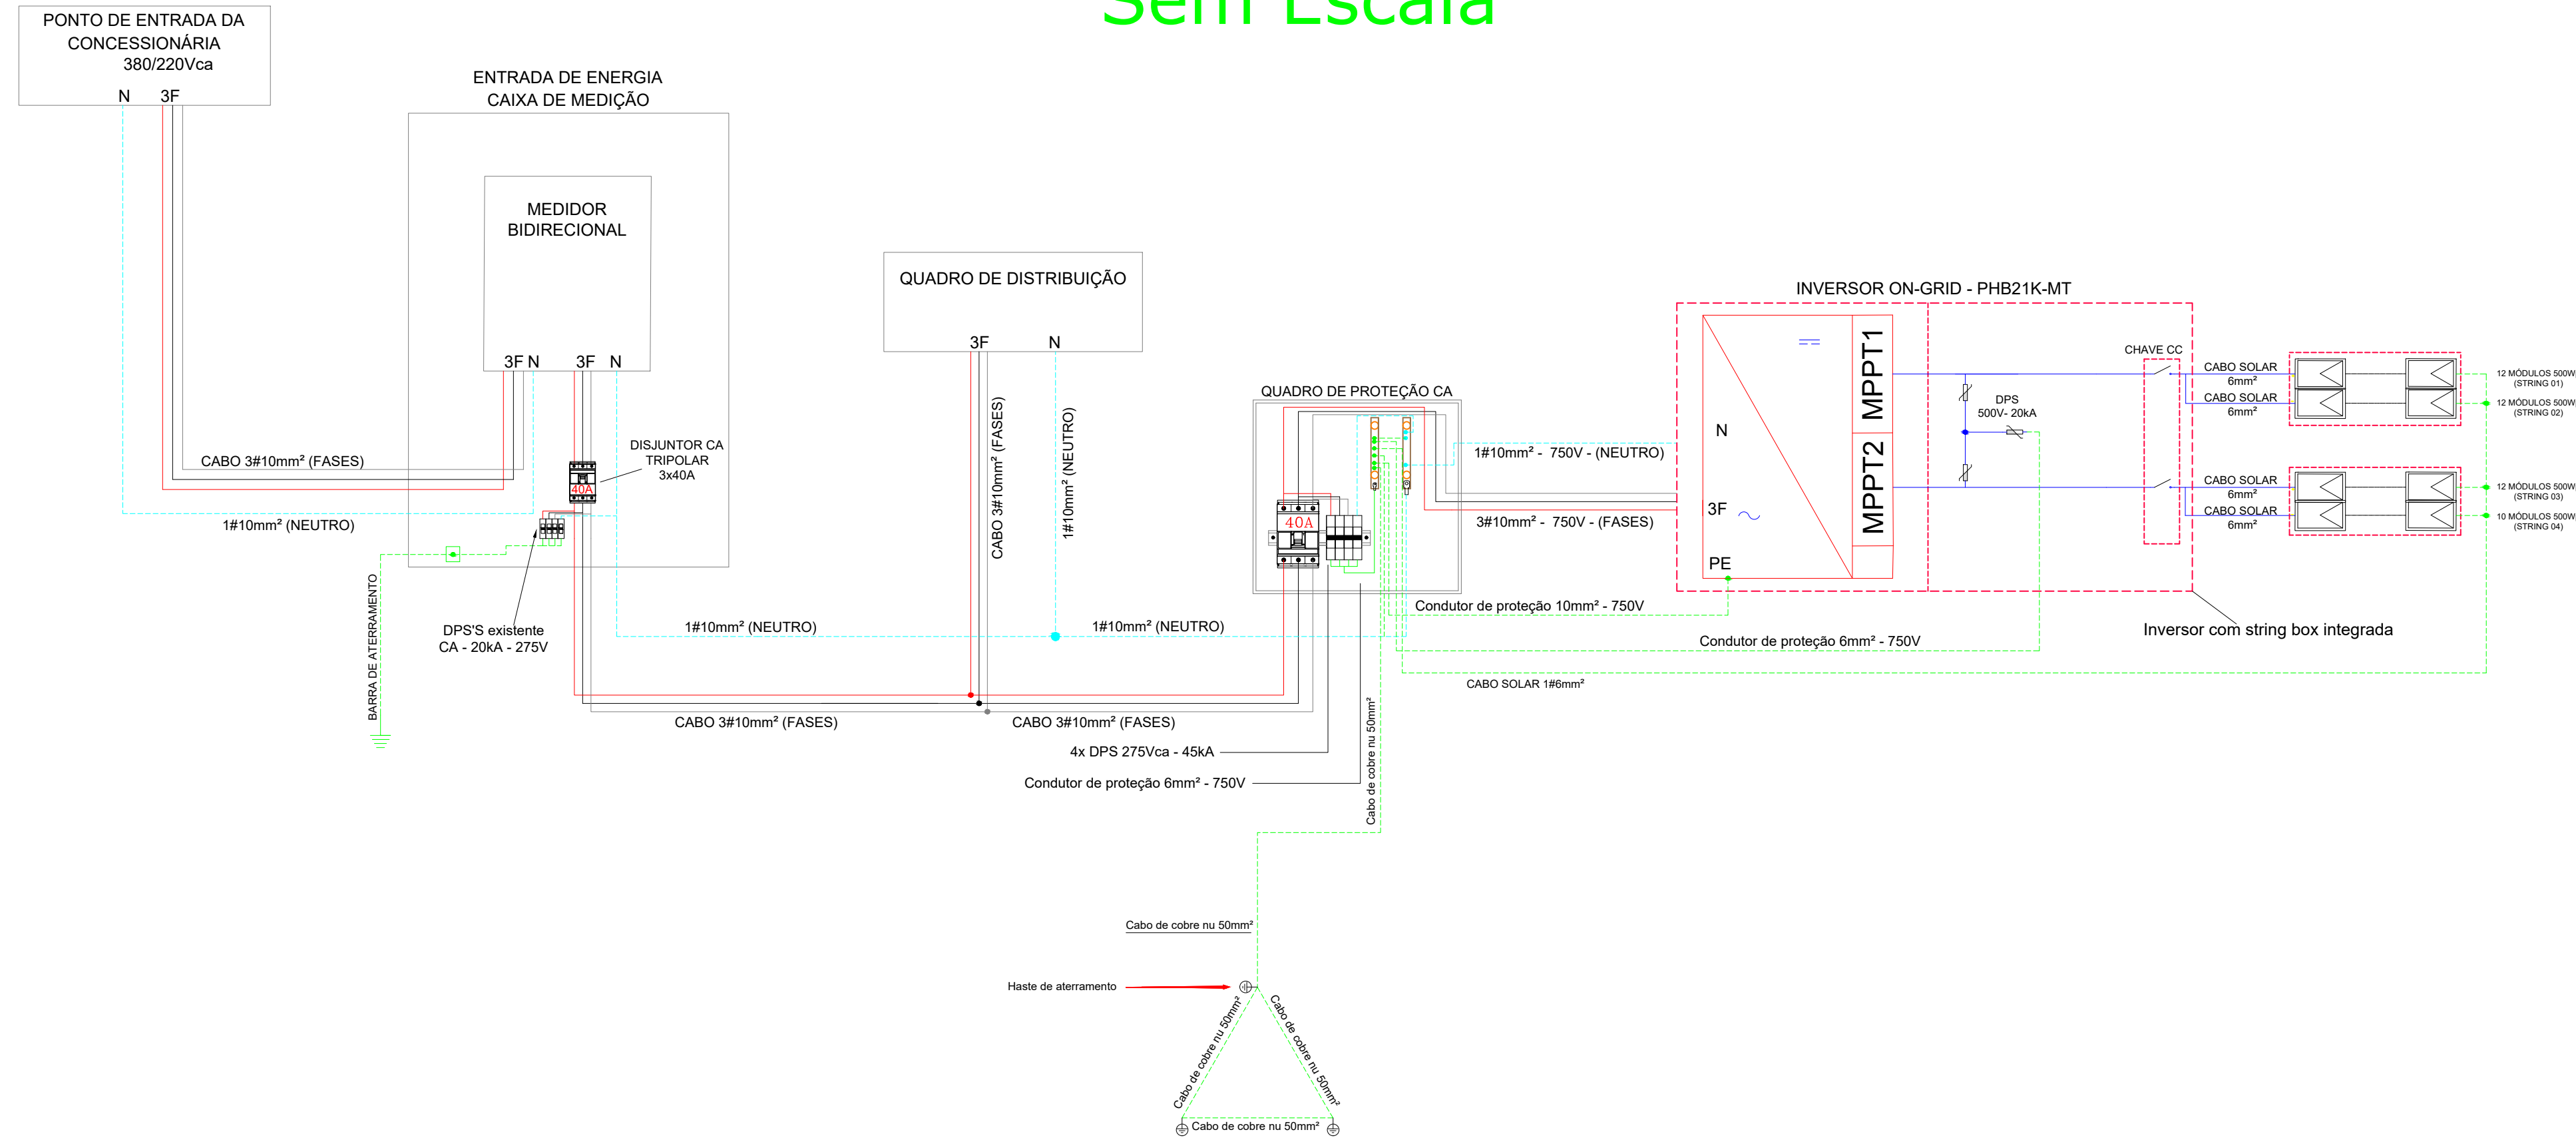 Sem Escala
PONTO DE ENTRADA DA
CONCESSIONÁRIA
380/220Vca
N 3F
ENTRADA DE ENERGIA
CAIXA DE MEDIÇÃO
MEDIDOR
BIDIRECIONAL
3F N 3F N
CABO 3#10mm² (FASES)
1#10mm² (NEUTRO)
DISJUNTOR CA
TRIPOLAR
3x40A
40A
BARRA DE ATERRAMENTO
DPS'S existente
CA - 20kA - 275V
QUADRO DE DISTRIBUIÇÃO
3F N
CABO 3#10mm² (FASES)
1#10mm² (NEUTRO)
1#10mm² (NEUTRO)
1#10mm² (NEUTRO)
CABO 3#10mm² (FASES)
CABO 3#10mm² (FASES)
QUADRO DE PROTEÇÃO CA
40A
4x DPS 275Vca - 45kA
Condutor de proteção 6mm² - 750V
Cabo de cobre nu 50mm²
1#10mm² - 750V - (NEUTRO)
3#10mm² - 750V - (FASES)
Condutor de proteção 10mm² - 750V
Condutor de proteção 6mm² - 750V
CABO SOLAR 1#6mm²
INVERSOR ON-GRID - PHB21K-MT
N
3F
PE
MPPT1
MPPT2
DPS
500V- 20kA
CHAVE CC
Inversor com string box integrada
CABO SOLAR
6mm²
CABO SOLAR
6mm²
CABO SOLAR
6mm²
CABO SOLAR
6mm²
12 MÓDULOS 500W
(STRING 01)
12 MÓDULOS 500W
(STRING 02)
12 MÓDULOS 500W
(STRING 03)
10 MÓDULOS 500W
(STRING 04)
Cabo de cobre nu 50mm²
Haste de aterramento
Cabo de cobre nu 50mm²
Cabo de cobre nu 50mm²
Cabo de cobre nu 50mm²